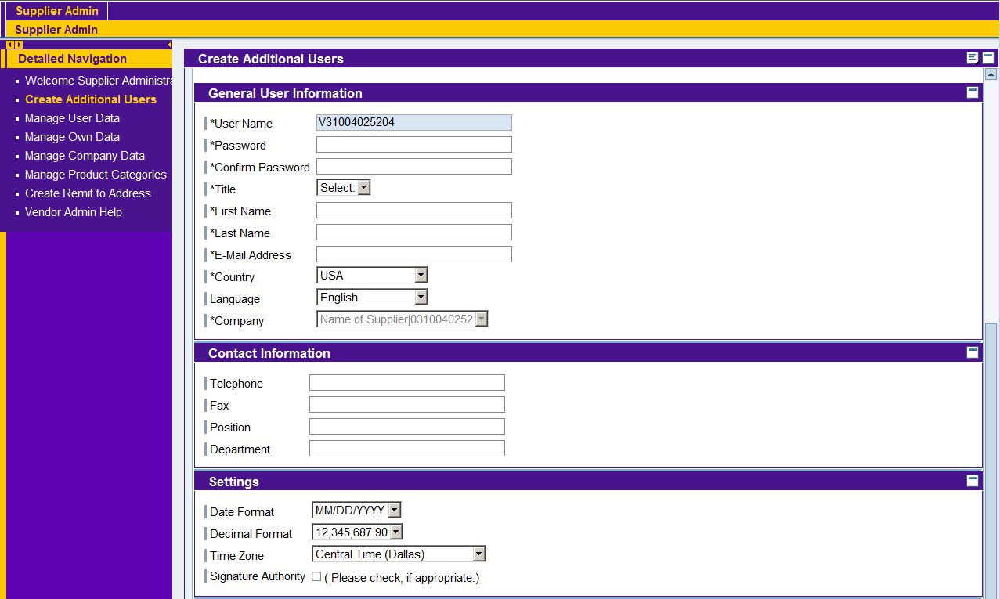 Supplier Admin
Supplier Admin
Detailed Navigation
Welcome Supplier Administra
Create Additional Users
Manage User Data
Manage Own Data
Manage Company Data
Manage Product Categories
Create Remit to Address
Vendor Admin Help
Create Additional Users
General User Information
*User Name V31004025204
*Password
*Confirm Password
*Title Select:
*First Name
*Last Name
*E-Mail Address
*Country USA
Language English
*Company Name of Supplier|0310040252
Contact Information
Telephone
Fax
Position
Department
Settings
Date Format MM/DD/YYYY
Decimal Format 12,345,687.90
Time Zone Central Time (Dallas)
Signature Authority ( Please check, if appropriate.)